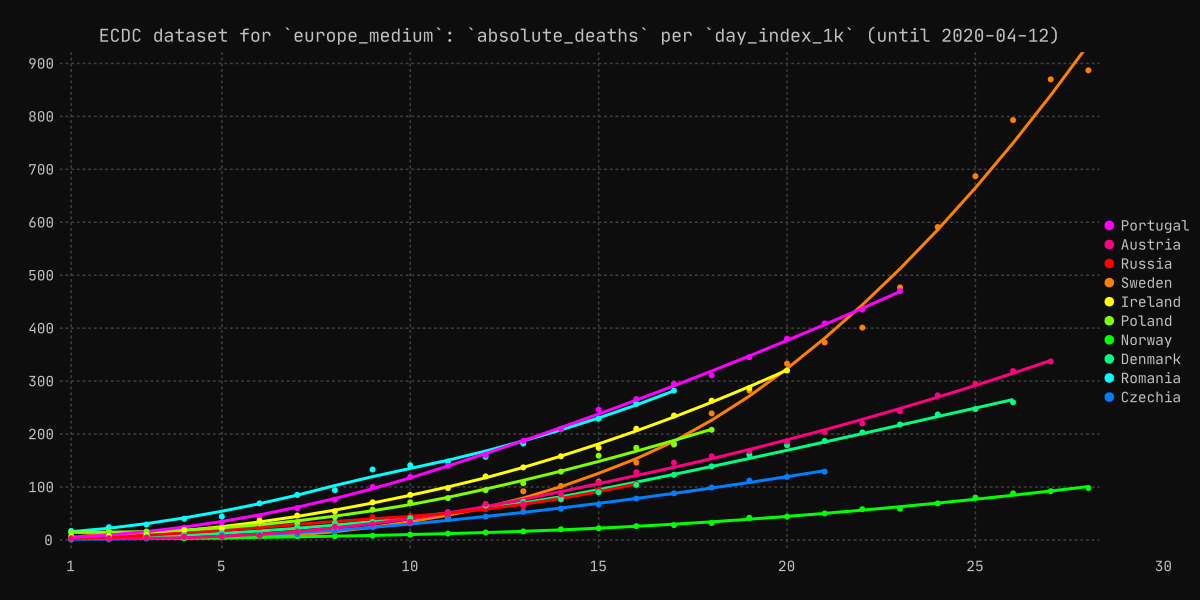 ECDC dataset for `europe_medium`: `absolute_deaths` per `day_index_1k` (until 2020-04-12)
900
800
700
600
500
400
300
200
100
0
1 5 10 15 20 25 30
Portugal
Austria
Russia
Sweden
Ireland
Poland
Norway
Denmark
Romania
Czechia